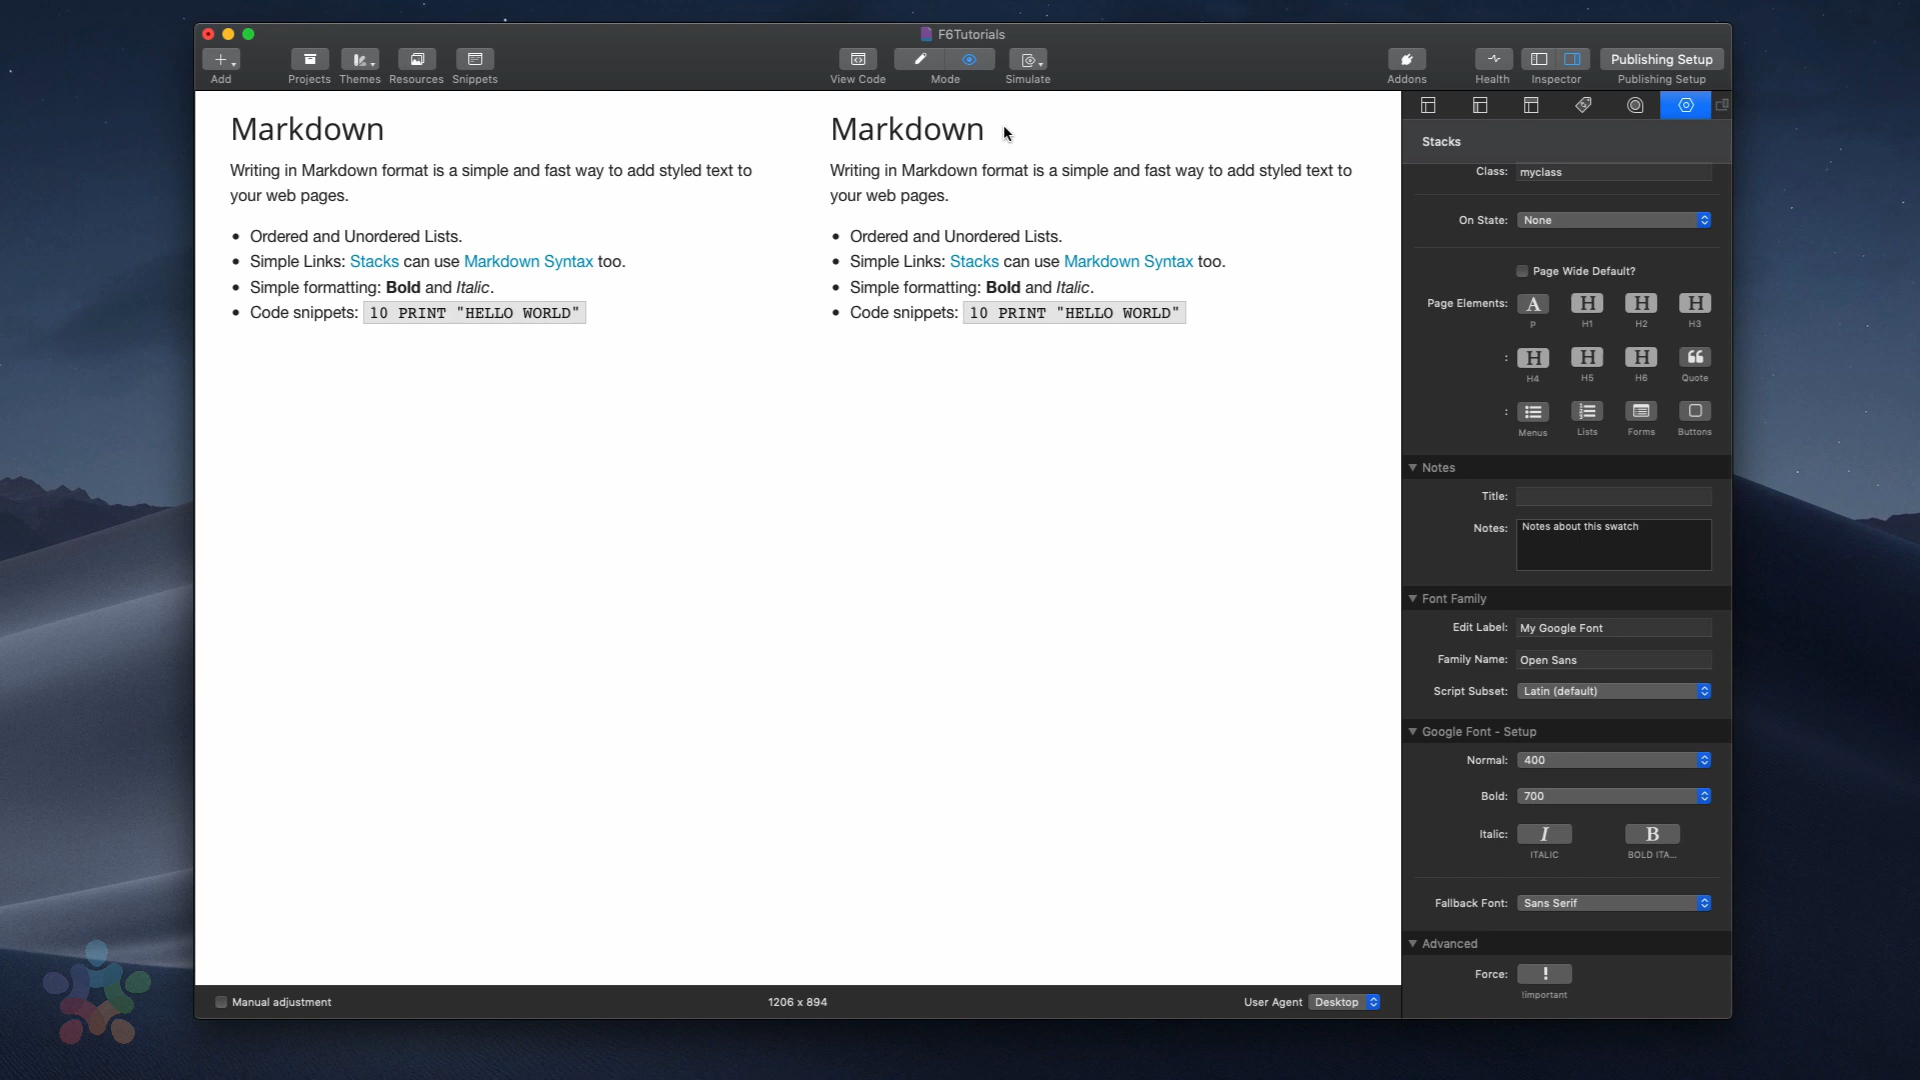 F6Tutorials
Add
Projects
Themes
Resources
Snippets
View Code
Mode
Simulate
Addons
Health
Inspector
Publishing Setup
Publishing Setup
Markdown
Writing in Markdown format is a simple and fast way to add styled text to
your web pages.
• Ordered and Unordered Lists.
• Simple Links: Stacks can use Markdown Syntax too.
• Simple formatting: Bold and Italic.
• Code snippets: 10 PRINT "HELLO WORLD"
Markdown
Writing in Markdown format is a simple and fast way to add styled text to
your web pages.
• Ordered and Unordered Lists.
• Simple Links: Stacks can use Markdown Syntax too.
• Simple formatting: Bold and Italic.
• Code snippets: 10 PRINT "HELLO WORLD"
Stacks
Class: myclass
On State: None
Page Wide Default?
Page Elements: A H H H
P H1 H2 H3
: H H H
H4 H5 H6 Quote
:
Menus Lists Forms Buttons
Notes
Title:
Notes: Notes about this swatch
Font Family
Edit Label: My Google Font
Family Name: Open Sans
Script Subset: Latin (default)
Google Font - Setup
Normal: 400
Bold: 700
Italic: I B
ITALIC BOLD ITA...
Fallback Font: Sans Serif
Advanced
Force: !
!important
Manual adjustment
1206 x 894
User Agent Desktop